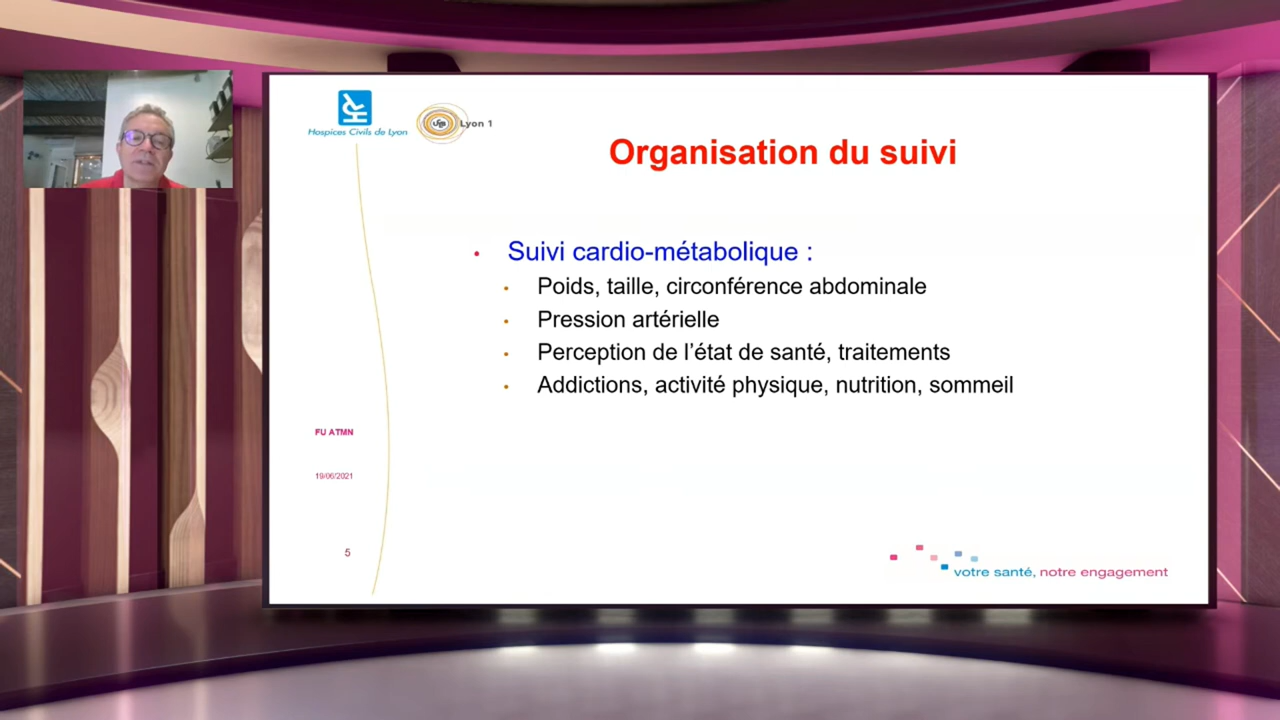 Hospices Civils de Lyon
Lyon 1
Organisation du suivi
• Suivi cardio-métabolique :
• Poids, taille, circonférence abdominale
• Pression artérielle
• Perception de l’état de santé, traitements
• Addictions, activité physique, nutrition, sommeil
FU ATMN
19/06/2021
5
votre santé, notre engagement